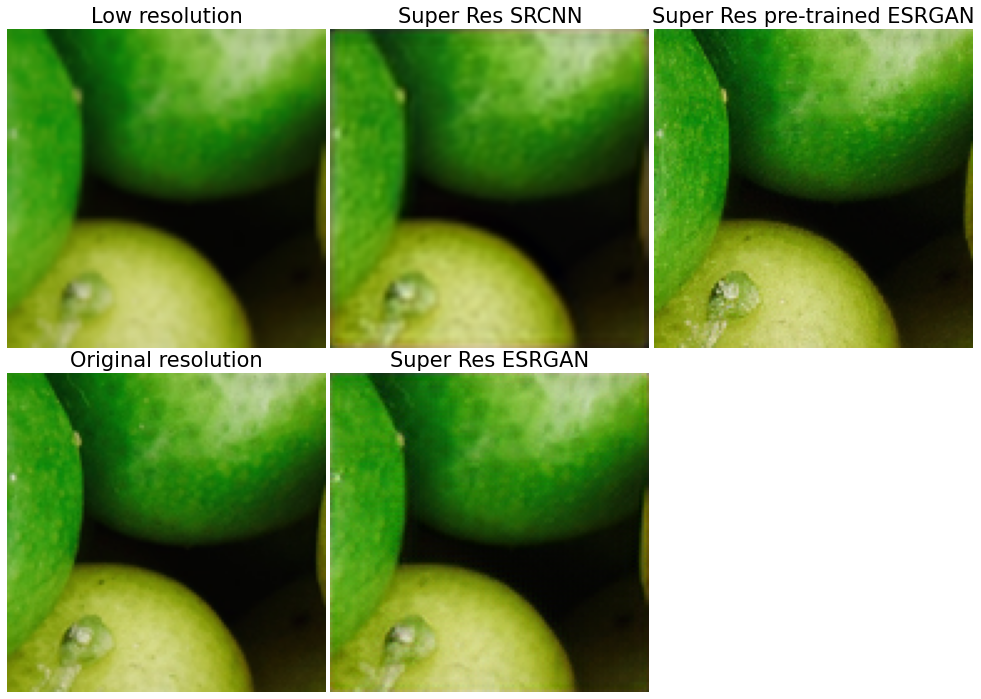 Low resolution
Super Res SRCNN
Super Res pre-trained ESRGAN
Original resolution
Super Res ESRGAN